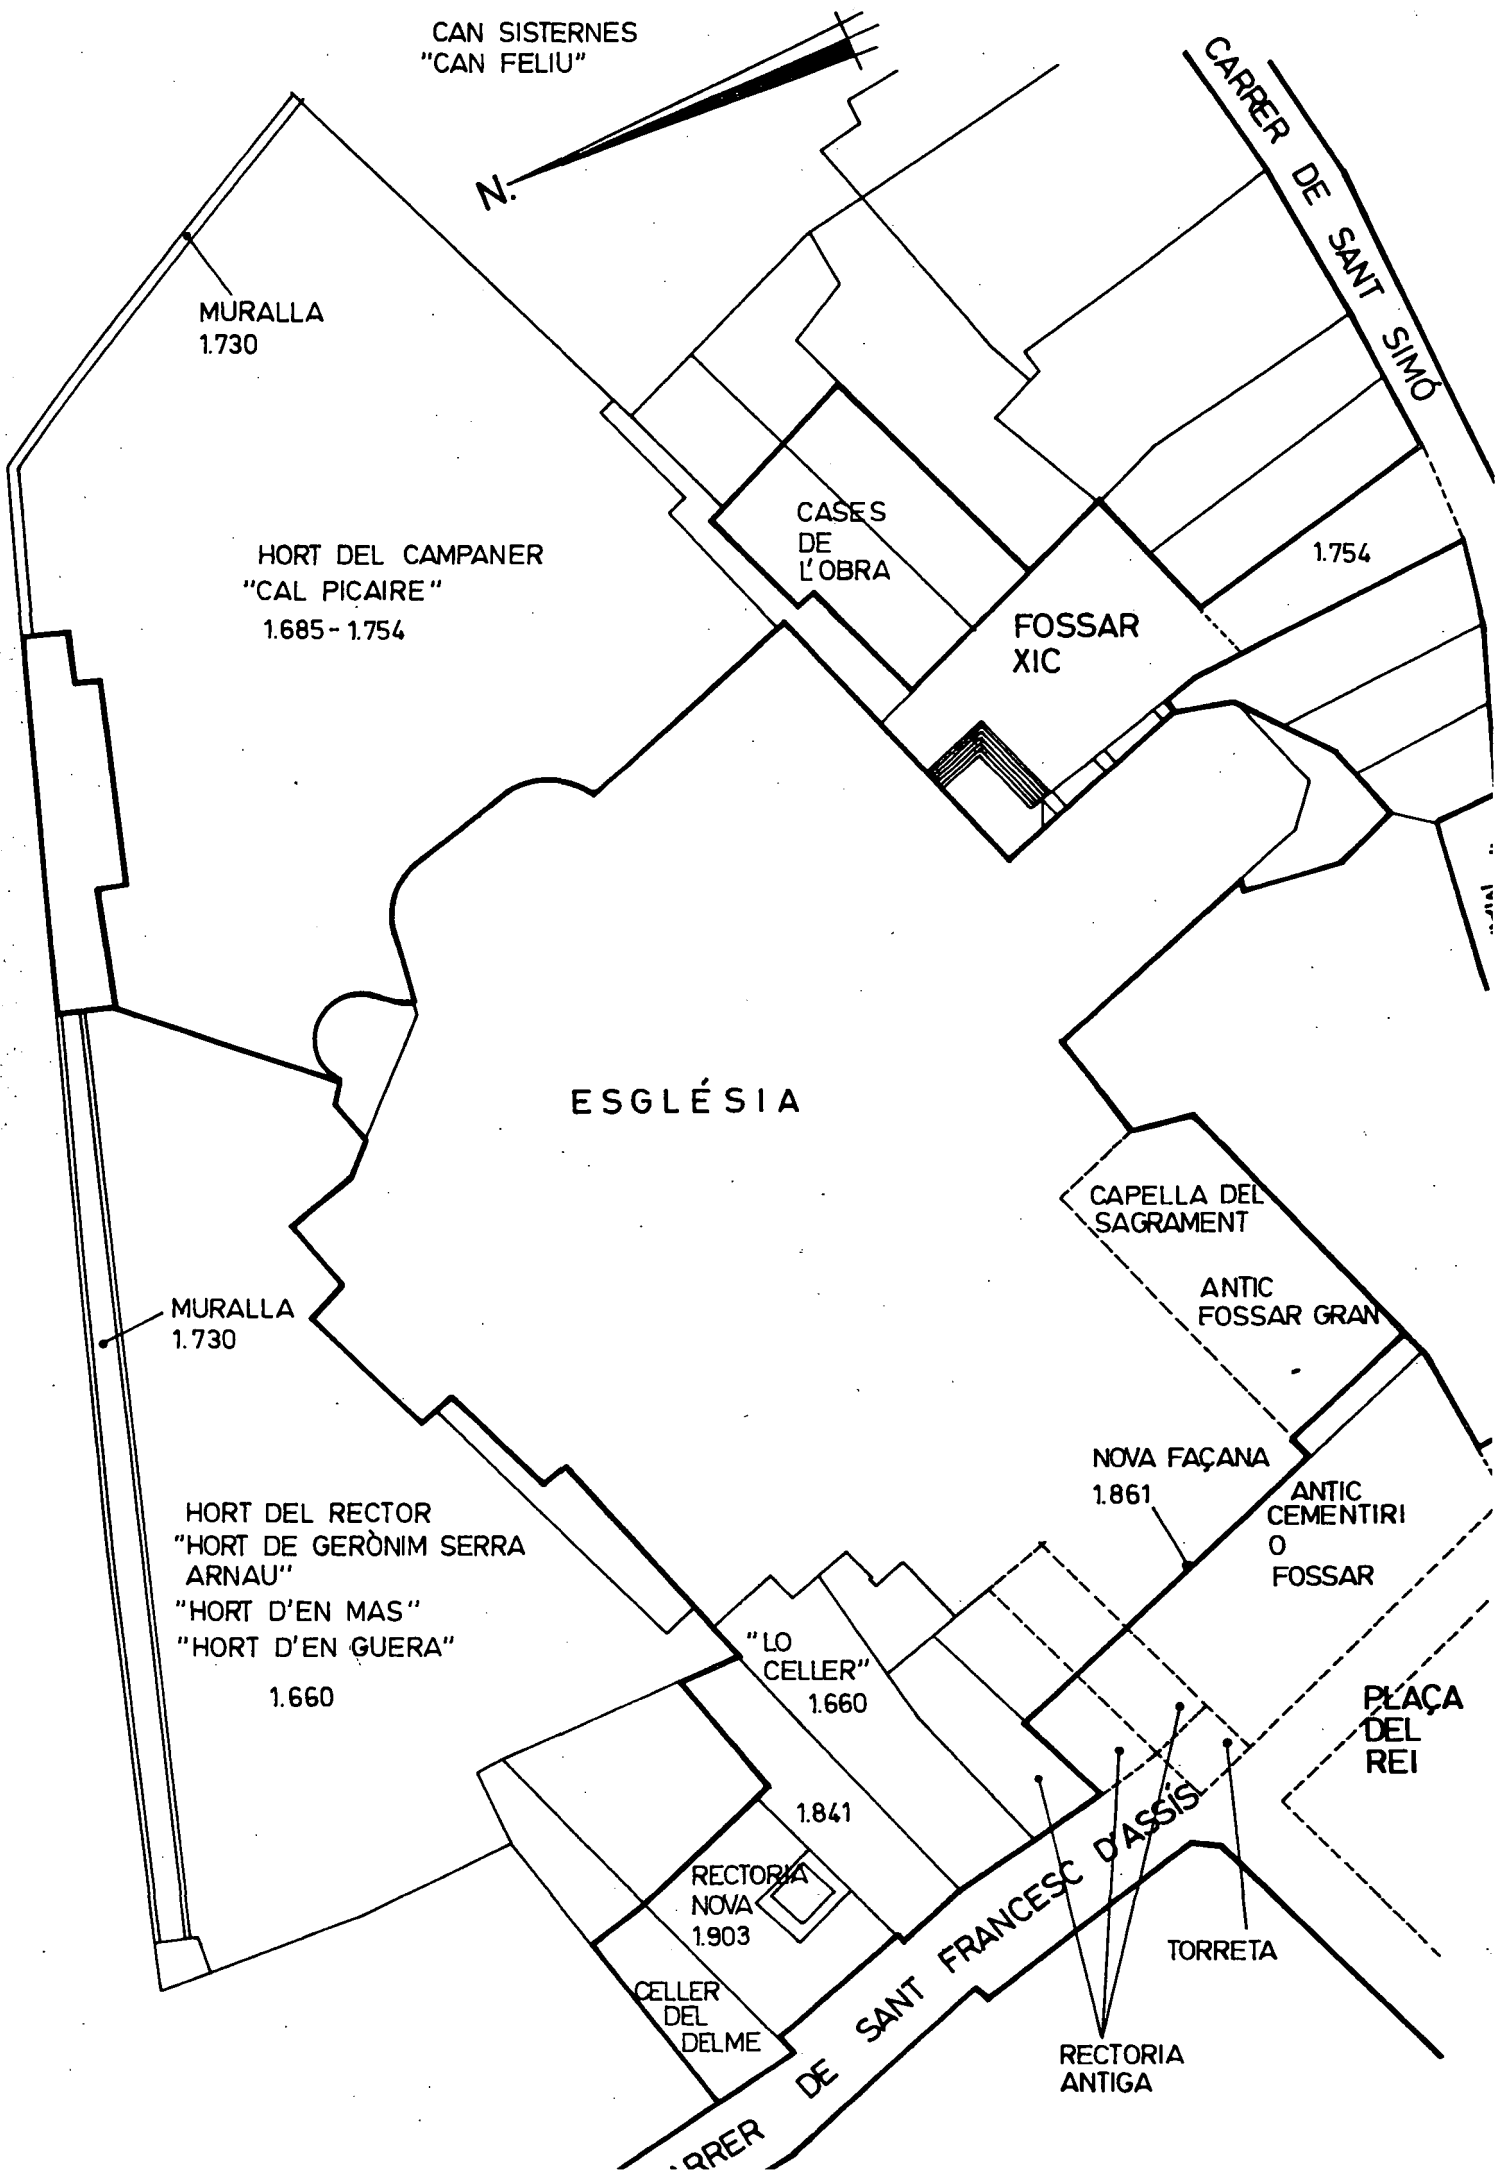 CAN SISTERNES
"CAN FELIU"
N.
CARRER DE SANT SIMÓ
MURALLA
1.730
HORT DEL CAMPANER
"CAL PICAIRE"
1.685-1.754
CASES
DE
L'OBRA
1.754
FOSSAR
XIC
ESGLÉSIA
CAPELLA DEL
SAGRAMENT
ANTIC
FOSSAR GRAN
MURALLA
1.730
NOVA FAÇANA
1.861
ANTIC
CEMENTIRI
O
FOSSAR
HORT DEL RECTOR
"HORT DE GERÒNIM SERRA
ARNAU"
"HORT D'EN MAS"
"HORT D'EN GUERA"
1.660
"LO
CELLER"
1.660
PLAÇA
DEL
REI
1.841
RECTORIA
NOVA
1.903
CELLER
DEL
DELME
TORRETA
RECTORIA
ANTIGA
DE SANT FRANCESC D'ASSÍS